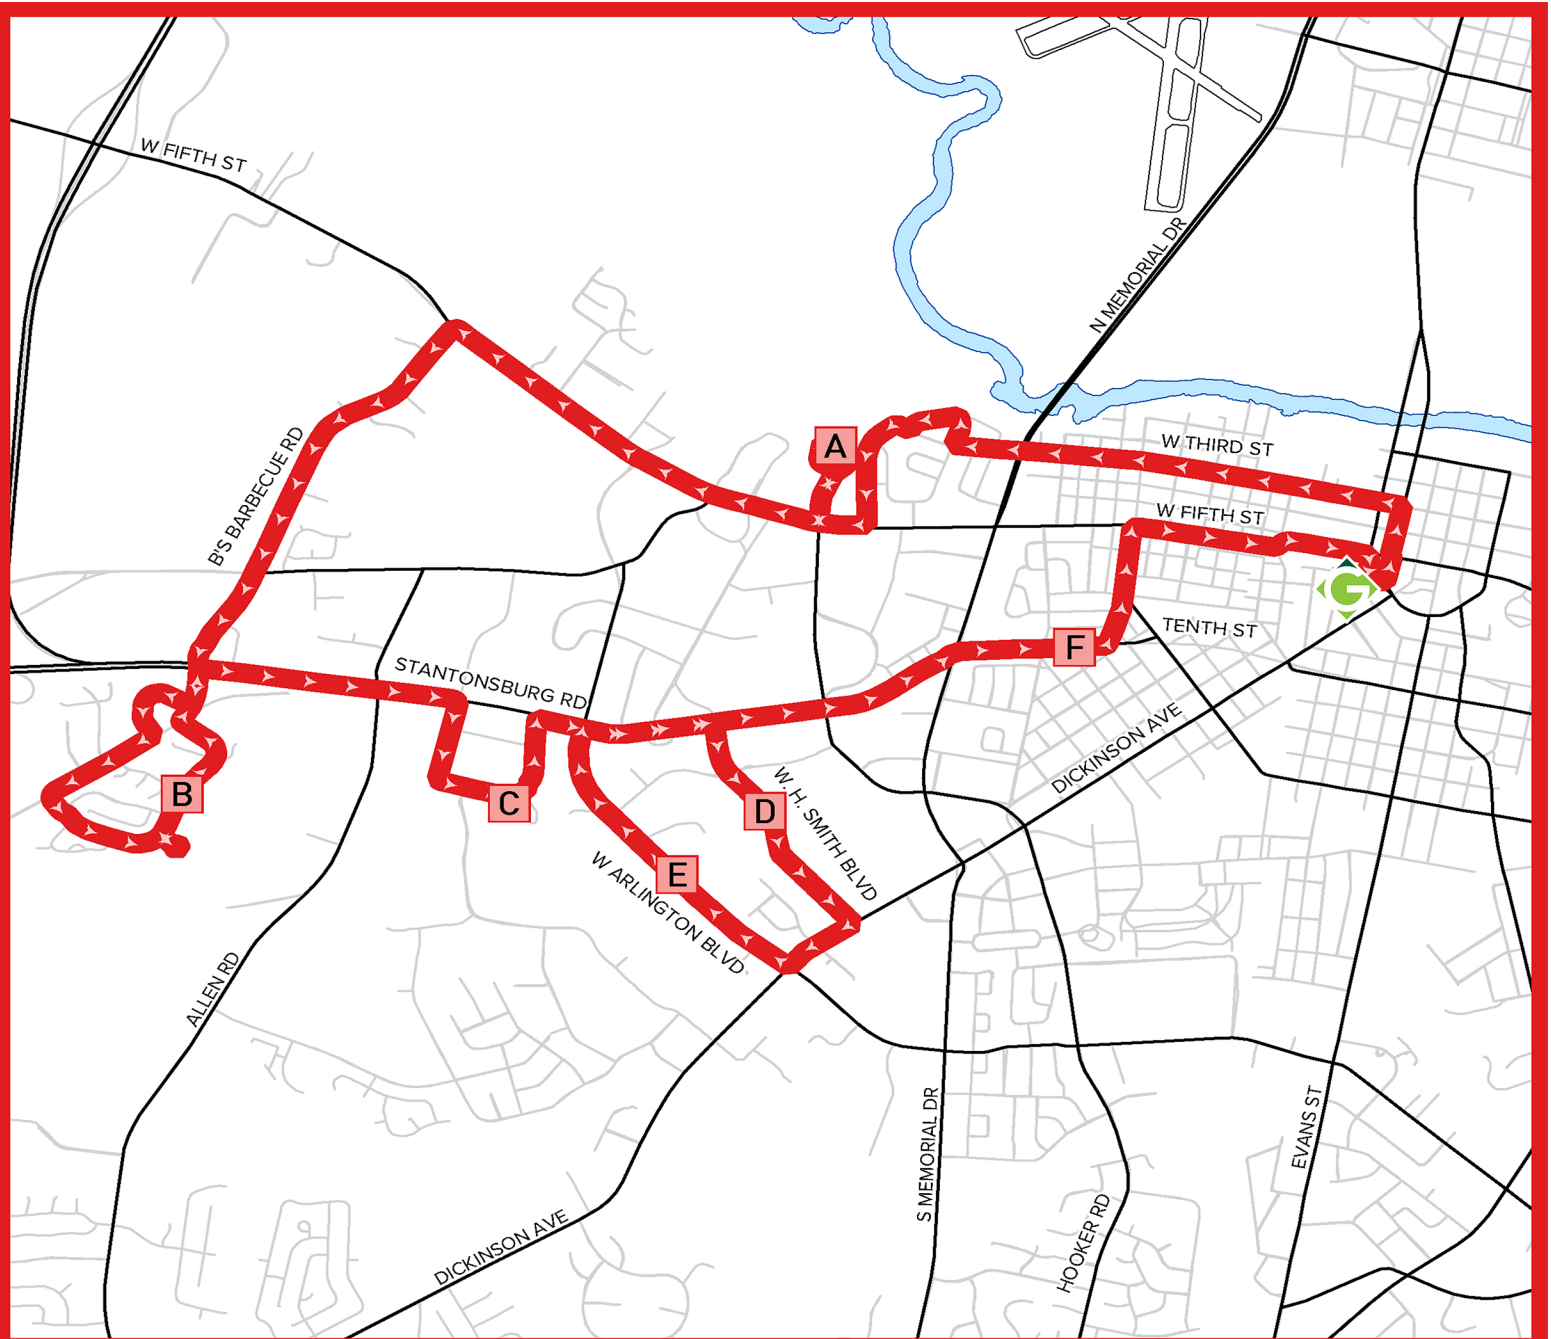 W FIFTH ST
N MEMORIAL DR
B'S BARBECUE RD
A
W THIRD ST
W FIFTH ST
G
TENTH ST
F
STANTONSBURG RD
DICKINSON AVE
B
C
D
W. H. SMITH BLVD
E
W ARLINGTON BLVD
ALLEN RD
S MEMORIAL DR
EVANS ST
HOOKER RD
DICKINSON AVE